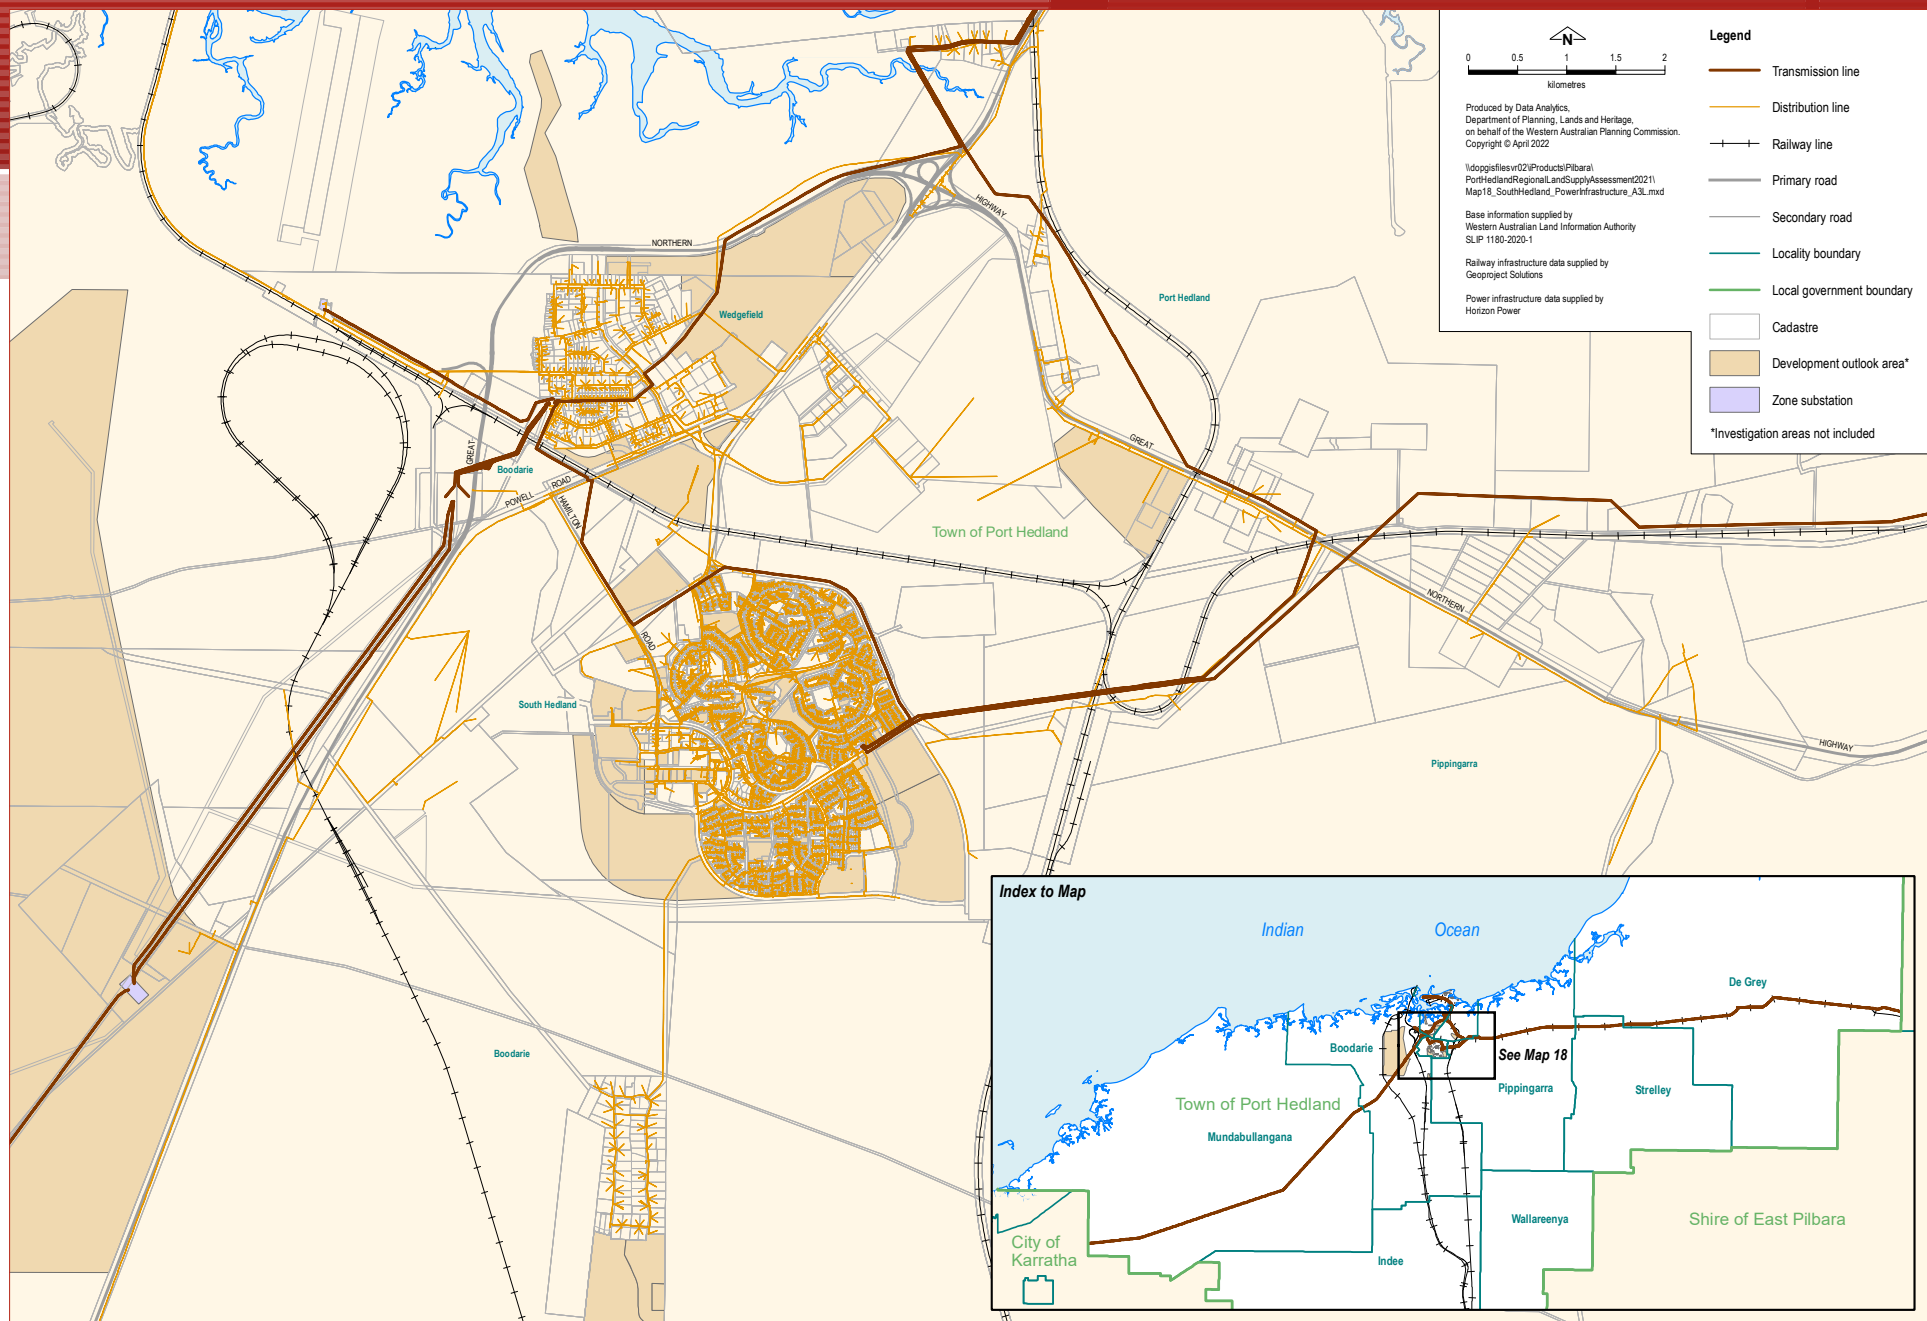 N
0 0.5 1 1.5 2
kilometres
Produced by Data Analytics,
Department of Planning, Lands and Heritage,
on behalf of the Western Australian Planning Commission.
Copyright © April 2022
\\dopgisfilesvr02\iProducts\Pilbara\
PortHedlandRegionalLandSupplyAssessment2021\
Map18_SouthHedland_PowerInfrastructure_A3L.mxd
Base information supplied by
Western Australian Land Information Authority
SLIP 1180-2020-1
Railway infrastructure data supplied by
Geoproject Solutions
Power infrastructure data supplied by
Horizon Power
Legend
Transmission line
Distribution line
Railway line
Primary road
Secondary road
Locality boundary
Local government boundary
Cadastre
Development outlook area*
Zone substation
*Investigation areas not included
NORTHERN
HIGHWAY
Port Hedland
Wedgefield
GREAT
GREAT
Boodarie
POWELL ROAD
HAMILTON
Town of Port Hedland
NORTHERN
ROAD
South Hedland
HIGHWAY
Pippingarra
Boodarie
Index to Map
Indian Ocean
De Grey
Boodarie
See Map 18
Pippingarra
Strelley
Town of Port Hedland
Mundabullangana
Wallareenya
Shire of East Pilbara
City of
Karratha
Indee